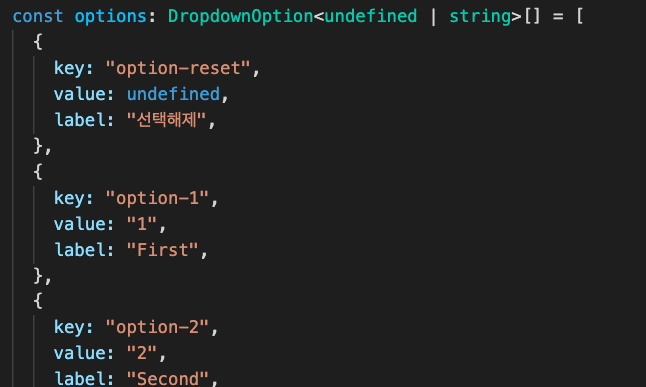 const options: DropdownOption<undefined | string>[] = [
  {
    key: "option-reset",
    value: undefined,
    label: "선택해제",
  },
  {
    key: "option-1",
    value: "1",
    label: "First",
  },
  {
    key: "option-2",
    value: "2",
    label: "Second",